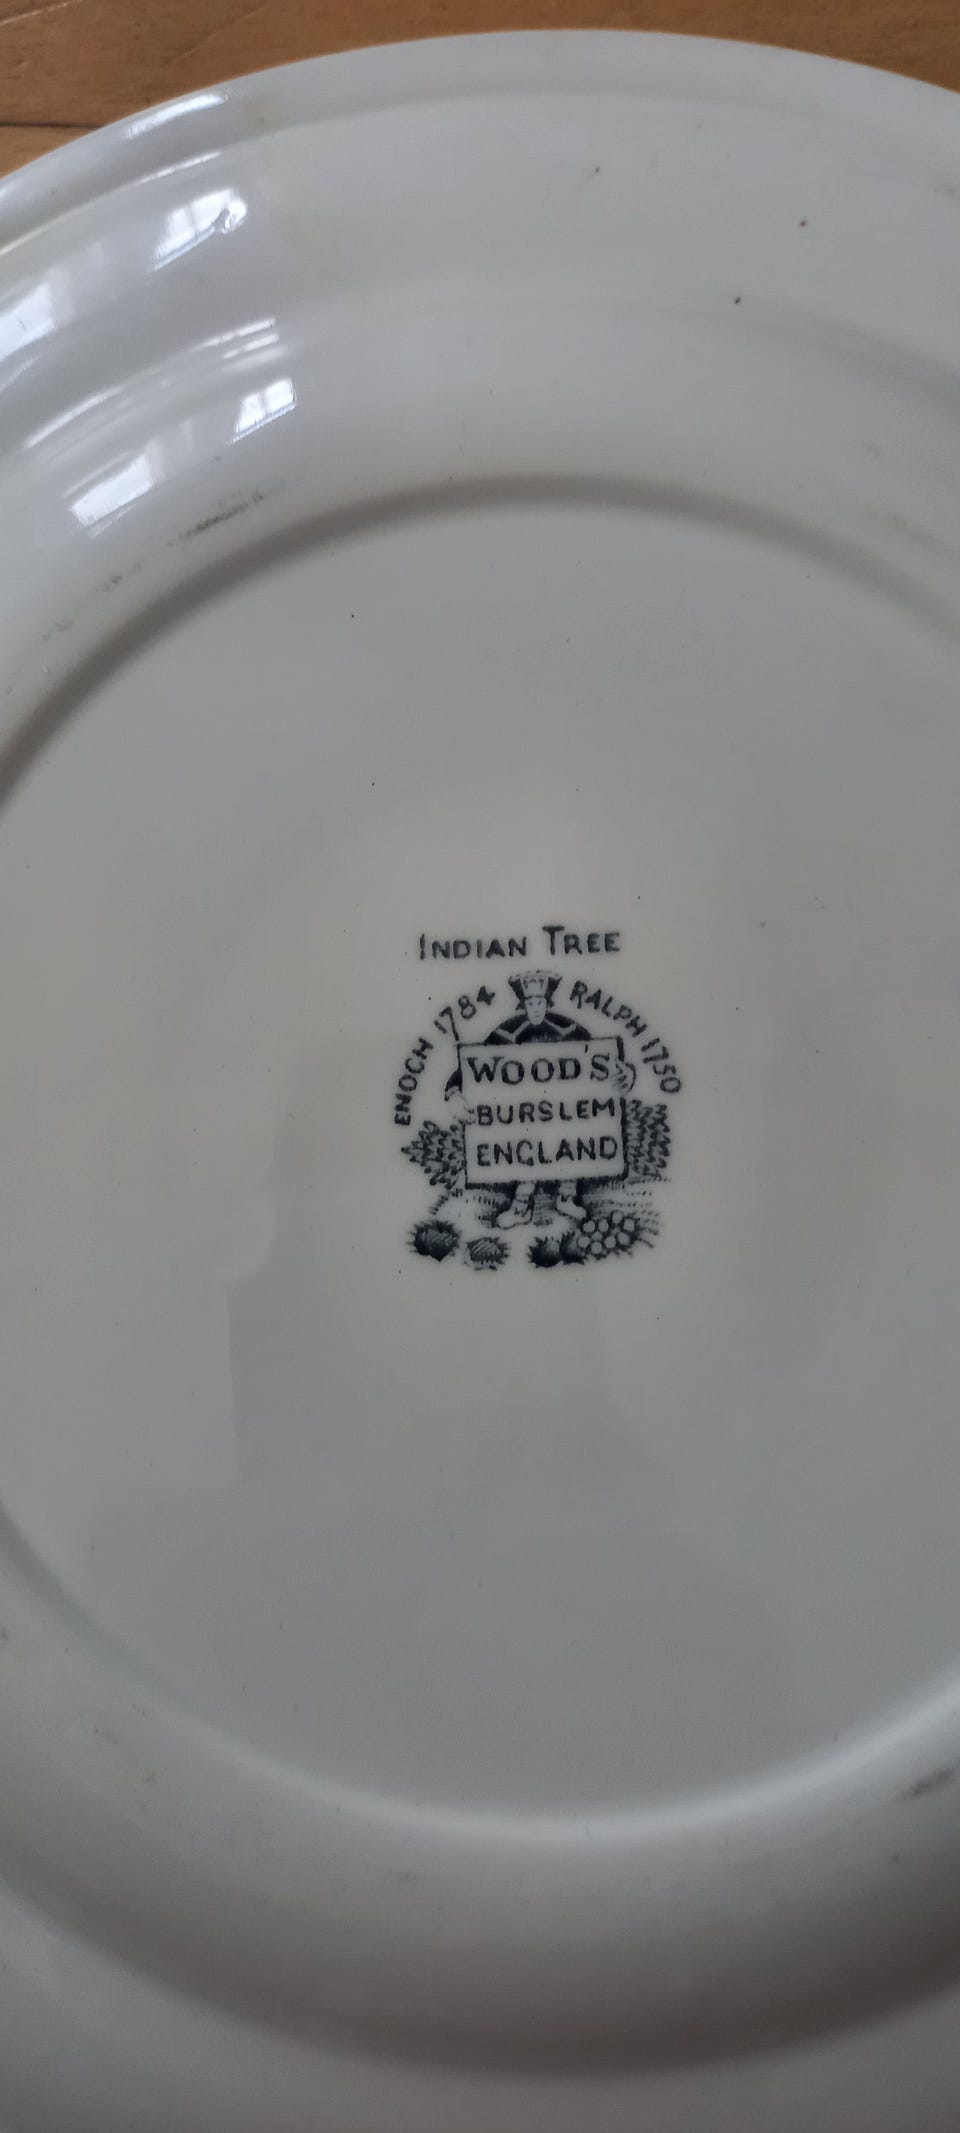 INDIAN TREE
ENOCH 1784 RALPH 1750
WOOD'S
BURSLEM
ENGLAND